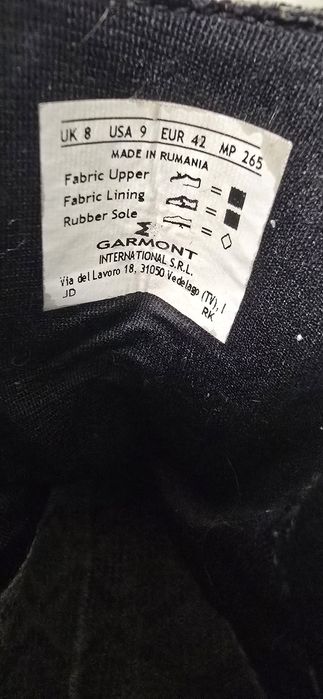 UK 8 USA 9 EUR 42 MP 265
MADE IN RUMANIA
Fabric Upper =
Fabric Lining =
Rubber Sole =
GARMONT
INTERNATIONAL S.R.L.
Via del Lavoro 18, 31050 Vedelago (TV), I
JD RK